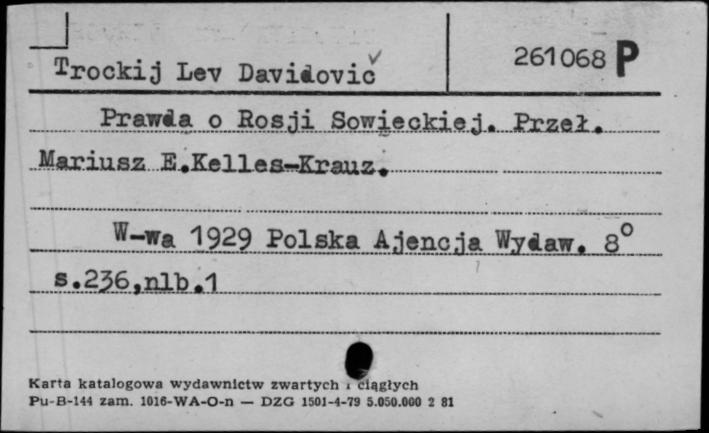 Trockij Lev Davidovič
261068 P
Prawda o Rosji Sowieckiej. Przeł.
Mariusz E.Kelles-Krauz.
W-wa 1929 Polska Ajencja Wydaw. 8°
s.236,nlb.1
Karta katalogowa wydawnictw zwartych i ciągłych
Pu-B-144 zam. 1016-WA-O-n — DZG 1501-4-79 5.050.000 2 81